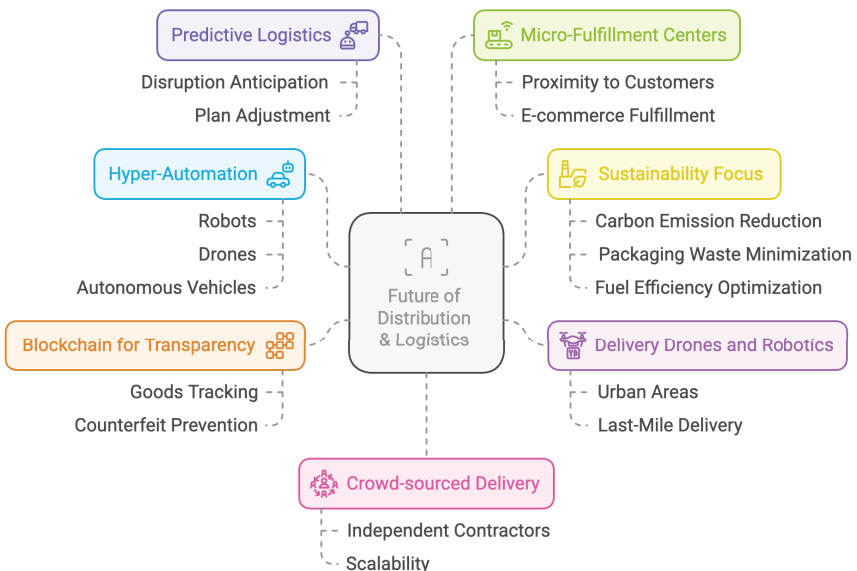 Predictive Logistics
Disruption Anticipation
Plan Adjustment
Micro-Fulfillment Centers
Proximity to Customers
E-commerce Fulfillment
Hyper-Automation
Robots
Drones
Autonomous Vehicles
Sustainability Focus
Carbon Emission Reduction
Packaging Waste Minimization
Fuel Efficiency Optimization
Future of
Distribution
& Logistics
Blockchain for Transparency
Goods Tracking
Counterfeit Prevention
Delivery Drones and Robotics
Urban Areas
Last-Mile Delivery
Crowd-sourced Delivery
Independent Contractors
Scalability